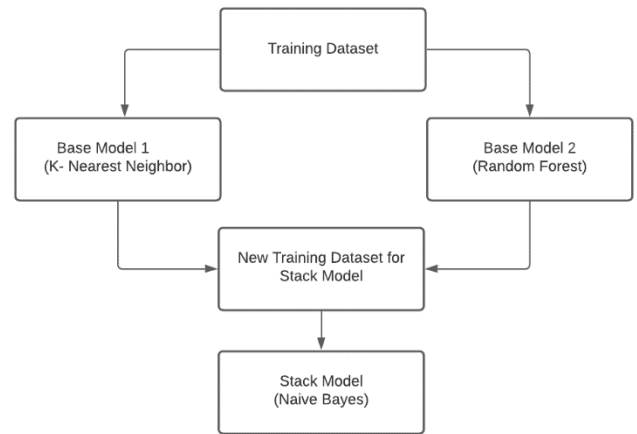 Training Dataset
Base Model 1
(K- Nearest Neighbor)
Base Model 2
(Random Forest)
New Training Dataset for
Stack Model
Stack Model
(Naive Bayes)